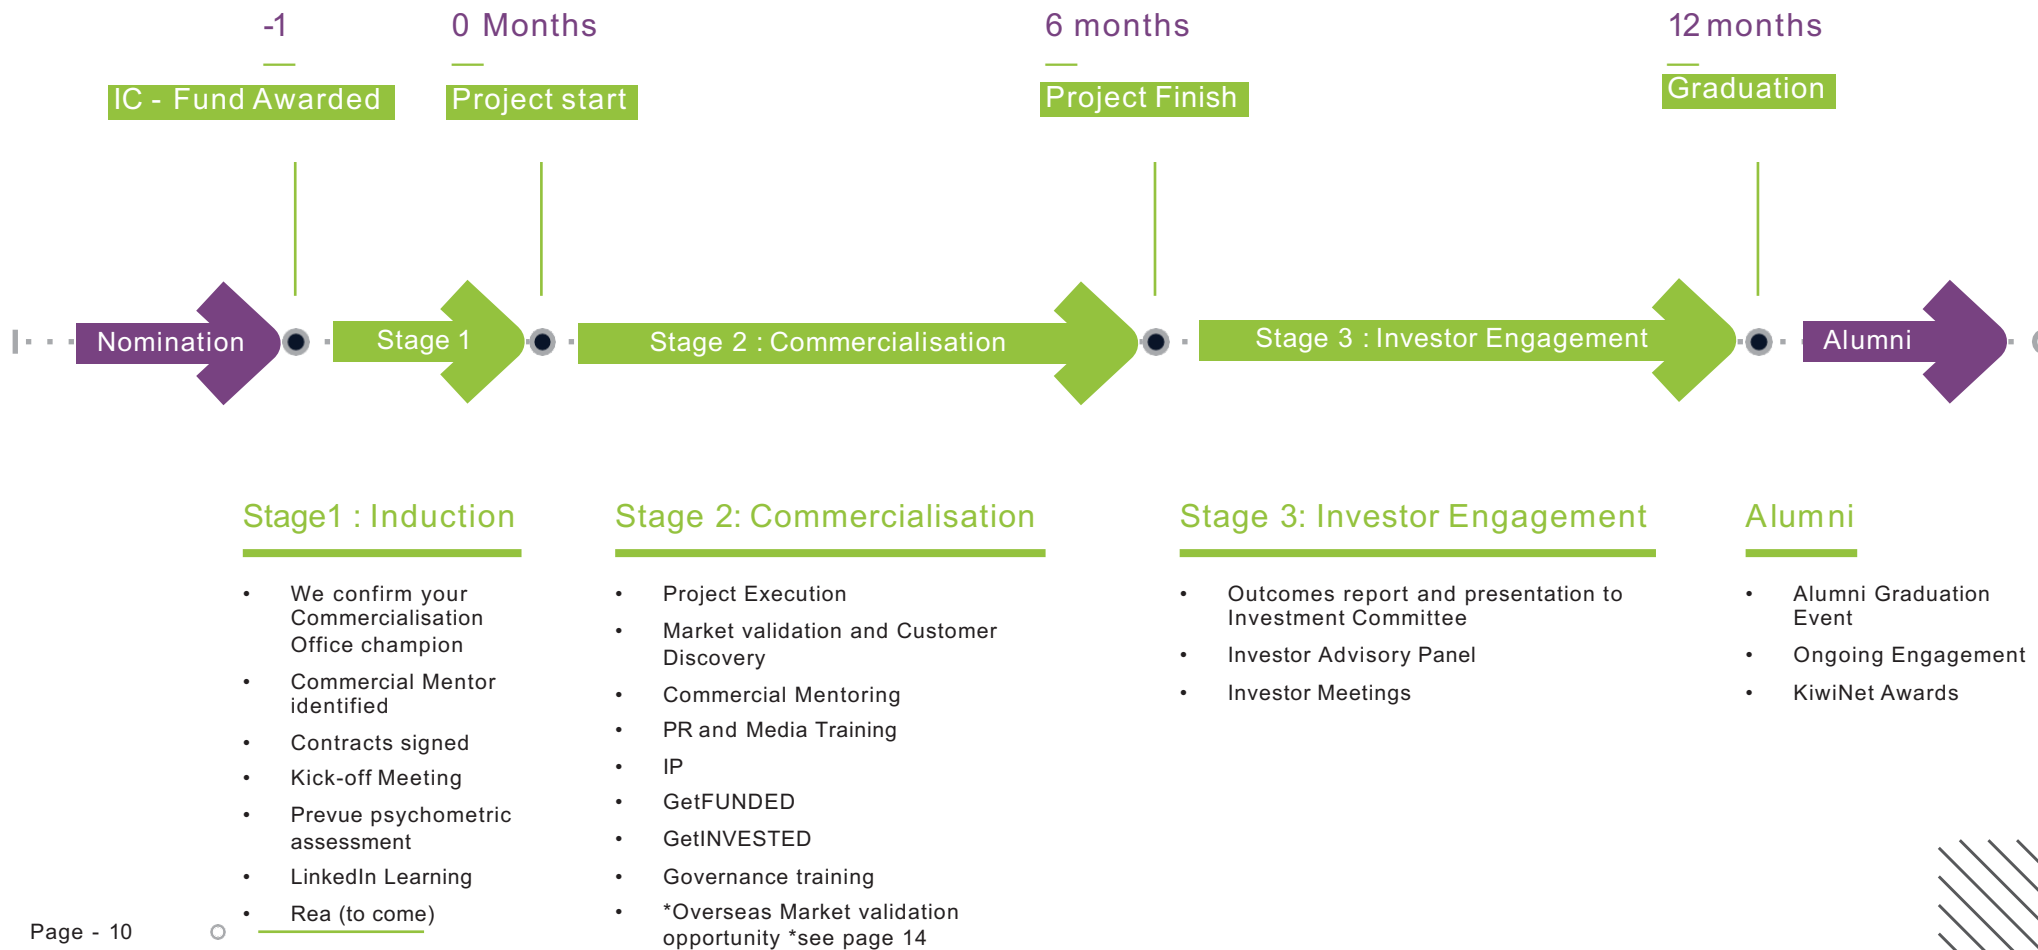 -1
0 Months
6 months
12 months
IC - Fund Awarded
Project start
Project Finish
Graduation
Nomination
Stage 1
Stage 2 : Commercialisation
Stage 3 : Investor Engagement
Alumni
Stage1 : Induction
• We confirm your
Commercialisation
Office champion
• Commercial Mentor
identified
• Contracts signed
• Kick-off Meeting
• Prevue psychometric
assessment
• LinkedIn Learning
• Rea (to come)
Stage 2: Commercialisation
• Project Execution
• Market validation and Customer
Discovery
• Commercial Mentoring
• PR and Media Training
• IP
• GetFUNDED
• GetINVESTED
• Governance training
• *Overseas Market validation
opportunity *see page 14
Stage 3: Investor Engagement
• Outcomes report and presentation to
Investment Committee
• Investor Advisory Panel
• Investor Meetings
Alumni
• Alumni Graduation
Event
• Ongoing Engagement
• KiwiNet Awards
Page - 10